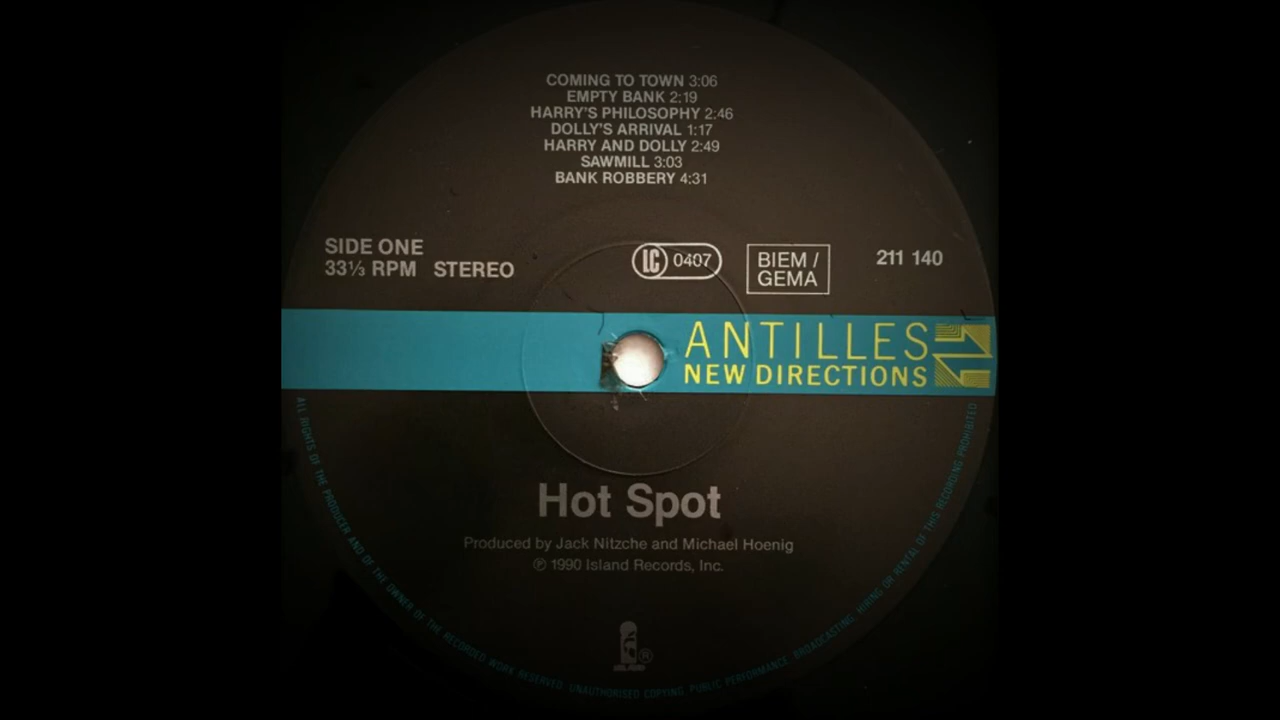 COMING TO TOWN 3:06
EMPTY BANK 2:19
HARRY'S PHILOSOPHY 2:46
DOLLY'S ARRIVAL 1:17
HARRY AND DOLLY 2:49
SAWMILL 3:03
BANK ROBBERY 4:31
SIDE ONE
33⅓ RPM STEREO
LC 0407
BIEM /
GEMA
211 140
ANTILLES
NEW DIRECTIONS
Hot Spot
Produced by Jack Nitzche and Michael Hoenig
℗ 1990 Island Records, Inc.
®
ALL RIGHTS OF THE PRODUCER AND OF THE OWNER OF THE RECORDED WORK RESERVED. UNAUTHORISED COPYING, PUBLIC PERFORMANCE, BROADCASTING, HIRING OR RENTAL OF THIS RECORDING PROHIBITED